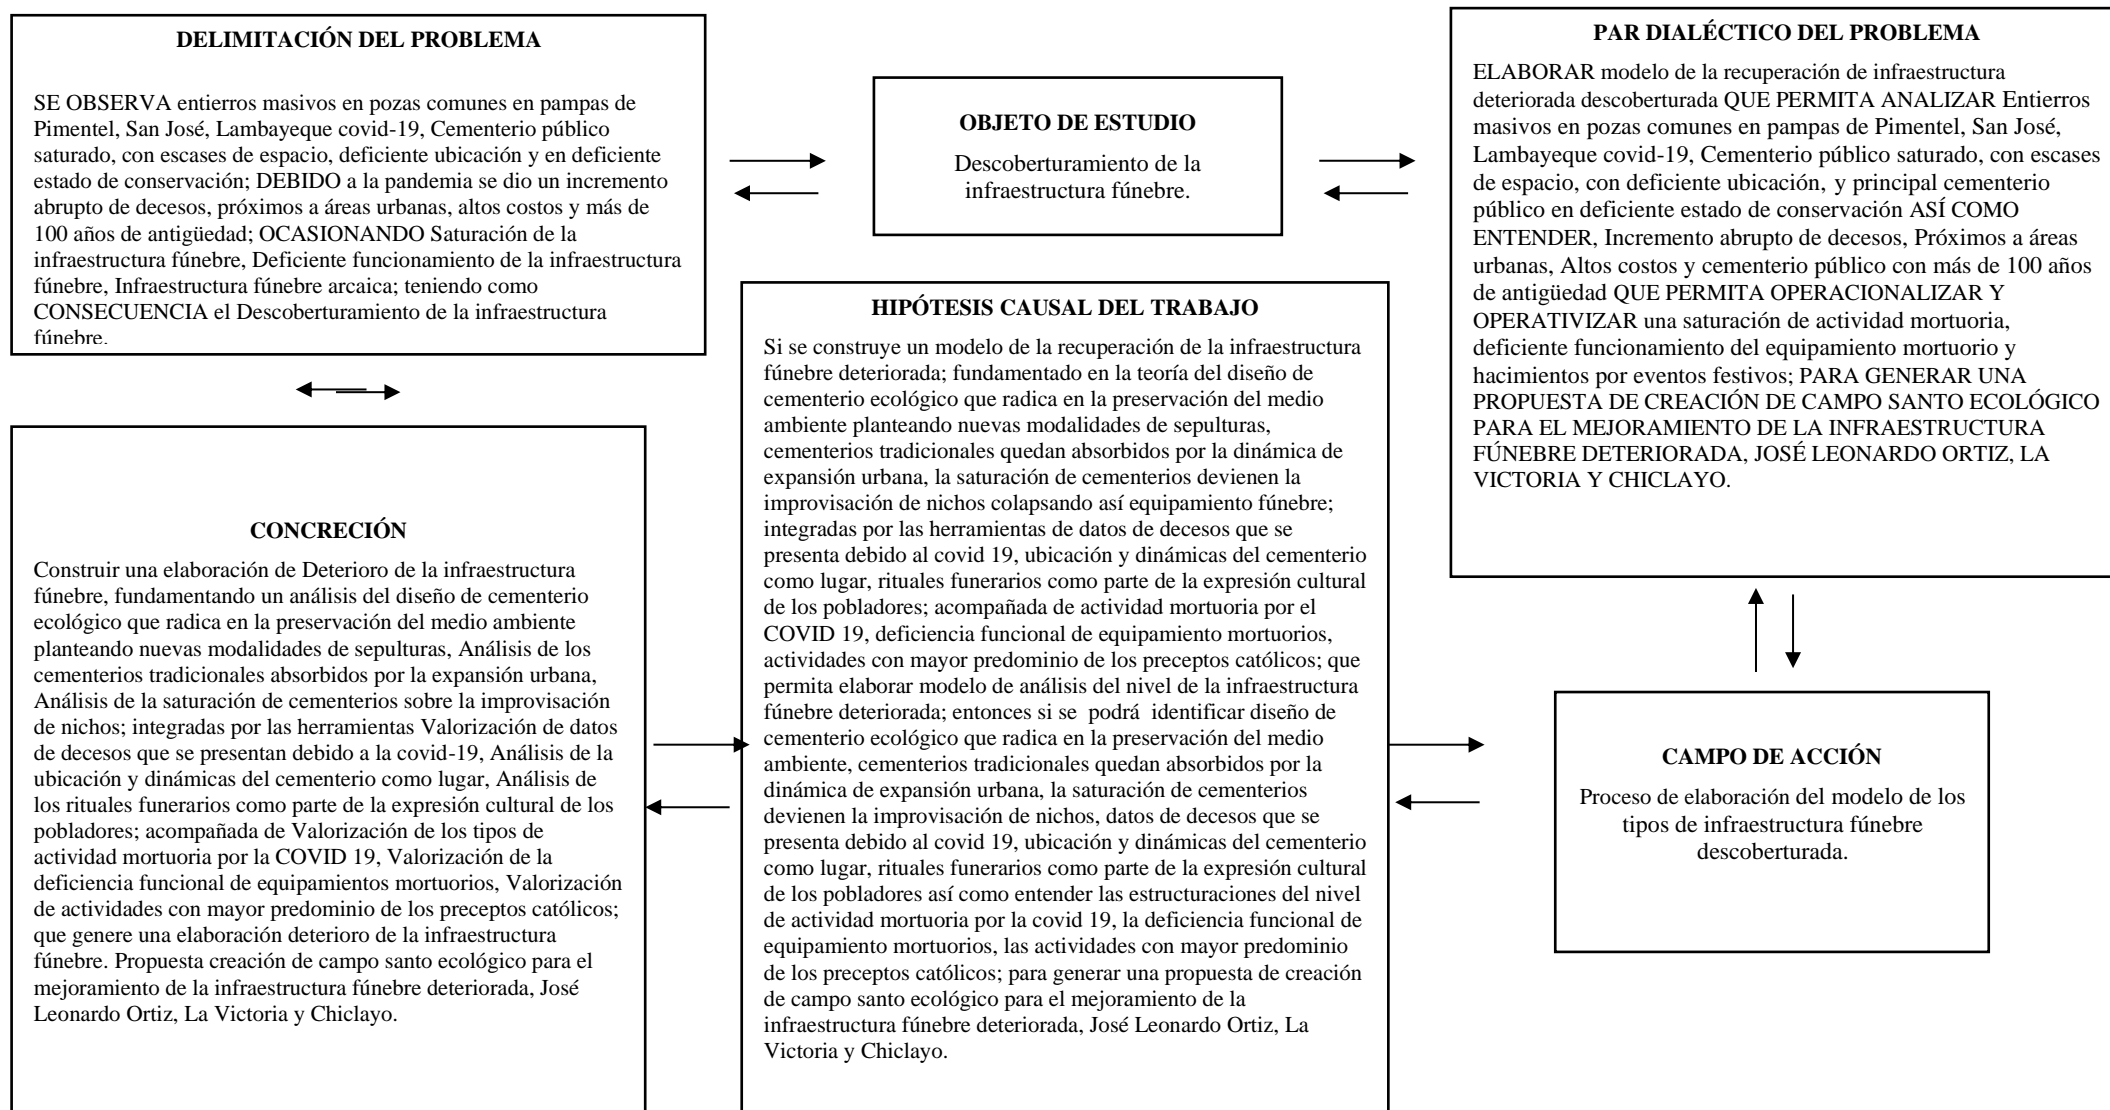 DELIMITACIÓN DEL PROBLEMA
SE OBSERVA entierros masivos en pozas comunes en pampas de
Pimentel, San José, Lambayeque covid-19, Cementerio público
saturado, con escases de espacio, deficiente ubicación y en deficiente
estado de conservación; DEBIDO a la pandemia se dio un incremento
abrupto de decesos, próximos a áreas urbanas, altos costos y más de
100 años de antigüedad; OCASIONANDO Saturación de la
infraestructura fúnebre, Deficiente funcionamiento de la infraestructura
fúnebre, Infraestructura fúnebre arcaica; teniendo como
CONSECUENCIA el Descoberturamiento de la infraestructura
fúnebre.
OBJETO DE ESTUDIO
Descoberturamiento de la
infraestructura fúnebre.
PAR DIALÉCTICO DEL PROBLEMA
ELABORAR modelo de la recuperación de infraestructura
deteriorada descoberturada QUE PERMITA ANALIZAR Entierros
masivos en pozas comunes en pampas de Pimentel, San José,
Lambayeque covid-19, Cementerio público saturado, con escases
de espacio, con deficiente ubicación, y principal cementerio
público en deficiente estado de conservación ASÍ COMO
ENTENDER, Incremento abrupto de decesos, Próximos a áreas
urbanas, Altos costos y cementerio público con más de 100 años
de antigüedad QUE PERMITA OPERACIONALIZAR Y
OPERATIVIZAR una saturación de actividad mortuoria,
deficiente funcionamiento del equipamiento mortuorio y
hacimientos por eventos festivos; PARA GENERAR UNA
PROPUESTA DE CREACIÓN DE CAMPO SANTO ECOLÓGICO
PARA EL MEJORAMIENTO DE LA INFRAESTRUCTURA
FÚNEBRE DETERIORADA, JOSÉ LEONARDO ORTIZ, LA
VICTORIA Y CHICLAYO.
CONCRECIÓN
Construir una elaboración de Deterioro de la infraestructura
fúnebre, fundamentando un análisis del diseño de cementerio
ecológico que radica en la preservación del medio ambiente
planteando nuevas modalidades de sepulturas, Análisis de los
cementerios tradicionales absorbidos por la expansión urbana,
Análisis de la saturación de cementerios sobre la improvisación
de nichos; integradas por las herramientas Valorización de datos
de decesos que se presentan debido a la covid-19, Análisis de la
ubicación y dinámicas del cementerio como lugar, Análisis de
los rituales funerarios como parte de la expresión cultural de los
pobladores; acompañada de Valorización de los tipos de
actividad mortuoria por la COVID 19, Valorización de la
deficiencia funcional de equipamientos mortuorios, Valorización
de actividades con mayor predominio de los preceptos católicos;
que genere una elaboración deterioro de la infraestructura
fúnebre. Propuesta creación de campo santo ecológico para el
mejoramiento de la infraestructura fúnebre deteriorada, José
Leonardo Ortiz, La Victoria y Chiclayo.
HIPÓTESIS CAUSAL DEL TRABAJO
Si se construye un modelo de la recuperación de la infraestructura
fúnebre deteriorada; fundamentado en la teoría del diseño de
cementerio ecológico que radica en la preservación del medio
ambiente planteando nuevas modalidades de sepulturas,
cementerios tradicionales quedan absorbidos por la dinámica de
expansión urbana, la saturación de cementerios devienen la
improvisación de nichos colapsando así equipamiento fúnebre;
integradas por las herramientas de datos de decesos que se
presenta debido al covid 19, ubicación y dinámicas del cementerio
como lugar, rituales funerarios como parte de la expresión cultural
de los pobladores; acompañada de actividad mortuoria por el
COVID 19, deficiencia funcional de equipamiento mortuorios,
actividades con mayor predominio de los preceptos católicos; que
permita elaborar modelo de análisis del nivel de la infraestructura
fúnebre deteriorada; entonces si se podrá identificar diseño de
cementerio ecológico que radica en la preservación del medio
ambiente, cementerios tradicionales quedan absorbidos por la
dinámica de expansión urbana, la saturación de cementerios
devienen la improvisación de nichos, datos de decesos que se
presenta debido al covid 19, ubicación y dinámicas del cementerio
como lugar, rituales funerarios como parte de la expresión cultural
de los pobladores así como entender las estructuraciones del nivel
de actividad mortuoria por la covid 19, la deficiencia funcional de
equipamiento mortuorios, las actividades con mayor predominio
de los preceptos católicos; para generar una propuesta de creación
de campo santo ecológico para el mejoramiento de la
infraestructura fúnebre deteriorada, José Leonardo Ortiz, La
Victoria y Chiclayo.
CAMPO DE ACCIÓN
Proceso de elaboración del modelo de los
tipos de infraestructura fúnebre
descoberturada.